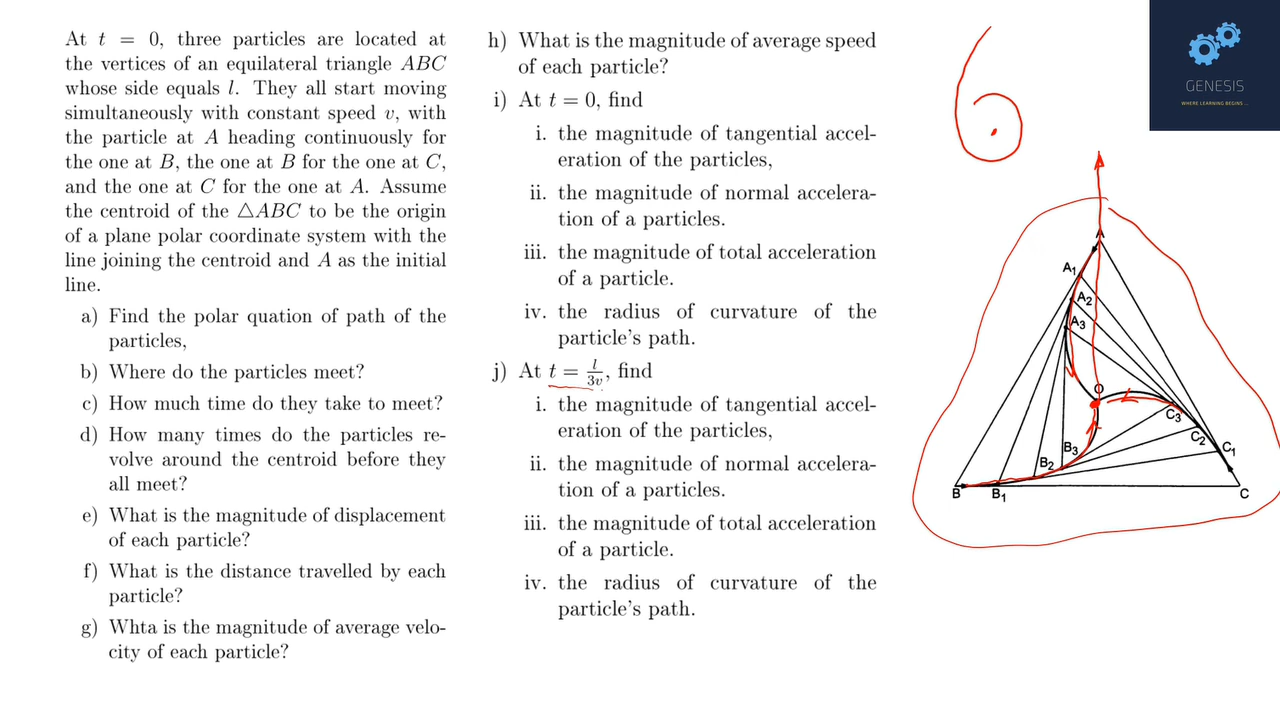 At t = 0, three particles are located at
the vertices of an equilateral triangle ABC
whose side equals l. They all start moving
simultaneously with constant speed v, with
the particle at A heading continuously for
the one at B, the one at B for the one at C,
and the one at C for the one at A. Assume
the centroid of the △ABC to be the origin
of a plane polar coordinate system with the
line joining the centroid and A as the initial
line.
a) Find the polar quation of path of the
particles,
b) Where do the particles meet?
c) How much time do they take to meet?
d) How many times do the particles re-
volve around the centroid before they
all meet?
e) What is the magnitude of displacement
of each particle?
f) What is the distance travelled by each
particle?
g) Whta is the magnitude of average velo-
city of each particle?
h) What is the magnitude of average speed
of each particle?
i) At t = 0, find
i. the magnitude of tangential accel-
eration of the particles,
ii. the magnitude of normal accelera-
tion of a particles.
iii. the magnitude of total acceleration
of a particle.
iv. the radius of curvature of the
particle's path.
j) At t = l/3v, find
i. the magnitude of tangential accel-
eration of the particles,
ii. the magnitude of normal accelera-
tion of a particles.
iii. the magnitude of total acceleration
of a particle.
iv. the radius of curvature of the
particle's path.
6.
GENESIS
WHERE LEARNING BEGINS ...
A
A₁
A₂
A₃
O
C₃
C₂
C₁
B₃
B₂
B
B₁
C